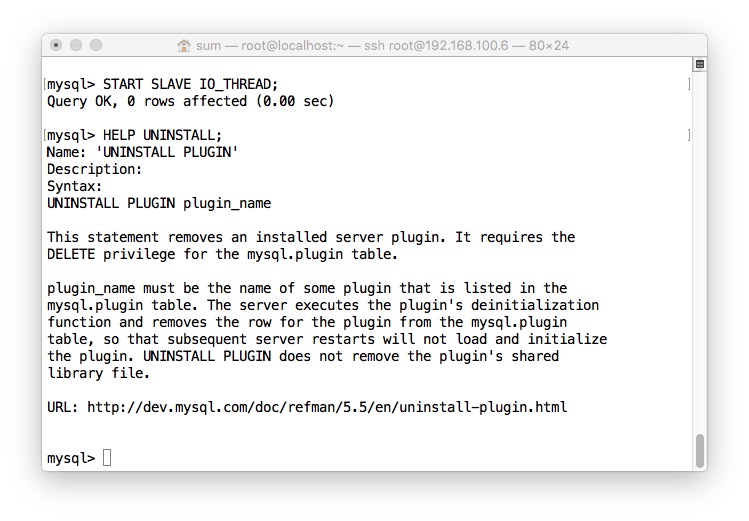 sum — root@localhost:~ — ssh root@192.168.100.6 — 80×24
[mysql> START SLAVE IO_THREAD; ]
Query OK, 0 rows affected (0.00 sec)
[mysql> HELP UNINSTALL; ]
Name: 'UNINSTALL PLUGIN'
Description:
Syntax:
UNINSTALL PLUGIN plugin_name
This statement removes an installed server plugin. It requires the
DELETE privilege for the mysql.plugin table.
plugin_name must be the name of some plugin that is listed in the
mysql.plugin table. The server executes the plugin's deinitialization
function and removes the row for the plugin from the mysql.plugin
table, so that subsequent server restarts will not load and initialize
the plugin. UNINSTALL PLUGIN does not remove the plugin's shared
library file.
URL: http://dev.mysql.com/doc/refman/5.5/en/uninstall-plugin.html
mysql>